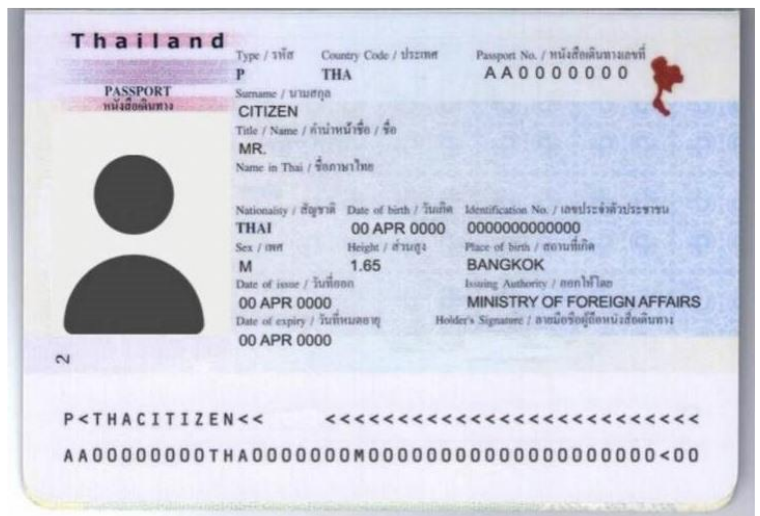 Thailand
PASSPORT
หนังสือเดินทาง
Type / รหัส Country Code / ประเทศ Passport No. / หนังสือเดินทางเลขที่
P THA AA0000000
Surname / นามสกุล
CITIZEN
Title / Name / คำนำหน้าชื่อ / ชื่อ
MR.
Name in Thai / ชื่อภาษาไทย
Nationality / สัญชาติ Date of birth / วันเกิด Identification No. / เลขประจำตัวประชาชน
THAI 00 APR 0000 0000000000000
Sex / เพศ Height / ส่วนสูง Place of birth / สถานที่เกิด
M 1.65 BANGKOK
Date of issue / วันที่ออก Issuing Authority / ออกให้โดย
00 APR 0000 MINISTRY OF FOREIGN AFFAIRS
Date of expiry / วันที่หมดอายุ Holder's Signature / ลายมือชื่อผู้ถือหนังสือเดินทาง
00 APR 0000
2
P<THACITIZEN<< <<<<<<<<<<<<<<<<<<<<<<<<<<
AA00000000THA0000000M00000000000000000000<00